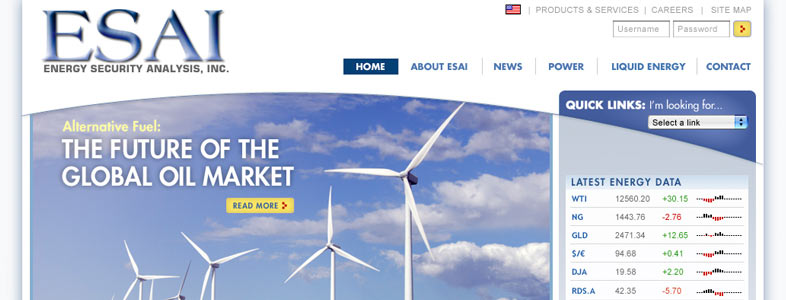 PRODUCTS & SERVICES | CAREERS | SITE MAP
ESAI
ENERGY SECURITY ANALYSIS, INC.
Username
Password
HOME
ABOUT ESAI
NEWS
POWER
LIQUID ENERGY
CONTACT
QUICK LINKS: I'm looking for...
Select a link
Alternative Fuel:
THE FUTURE OF THE
GLOBAL OIL MARKET
READ MORE
LATEST ENERGY DATA
WTI 12560.20 +30.15
NG 1443.76 -2.76
GLD 2471.34 +12.65
$/€ 94.68 +0.41
DJA 19.58 +2.20
RDS.A 42.35 -5.70